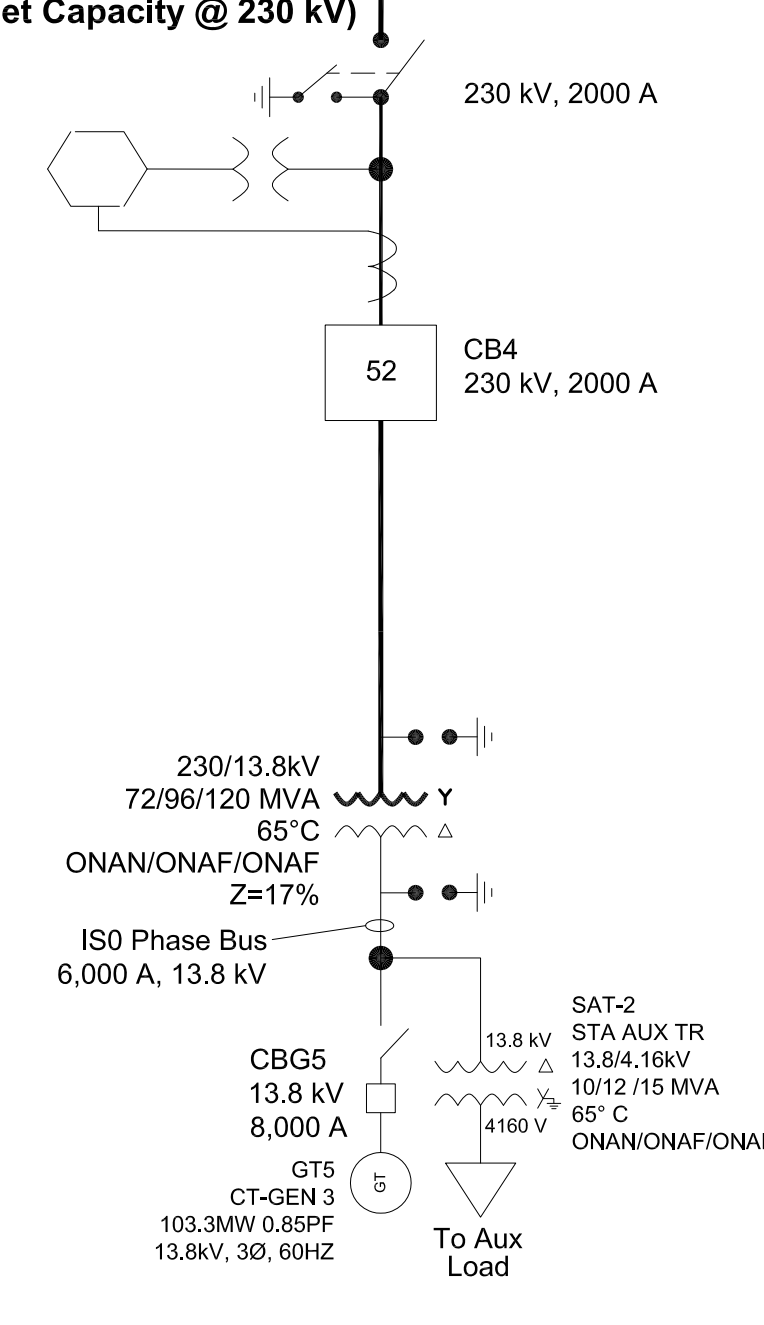 et Capacity @ 230 kV)
230 kV, 2000 A
52
CB4
230 kV, 2000 A
230/13.8kV
72/96/120 MVA
Y
65°C
Δ
ONAN/ONAF/ONAF
Z=17%
IS0 Phase Bus
6,000 A, 13.8 kV
SAT-2
STA AUX TR
13.8/4.16kV
10/12 /15 MVA
65° C
ONAN/ONAF/ONA
13.8 kV
Δ
4160 V
CBG5
13.8 kV
8,000 A
GT5
CT-GEN 3
103.3MW 0.85PF
13.8kV, 3Ø, 60HZ
GT
To Aux
Load